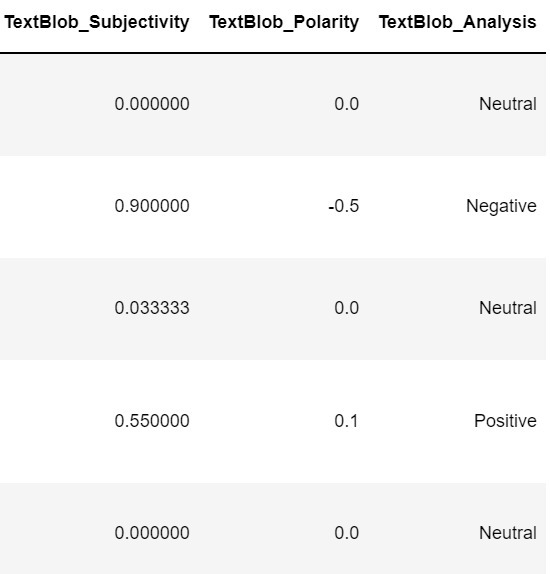 TextBlob_Subjectivity TextBlob_Polarity TextBlob_Analysis
0.000000 0.0 Neutral
0.900000 -0.5 Negative
0.033333 0.0 Neutral
0.550000 0.1 Positive
0.000000 0.0 Neutral